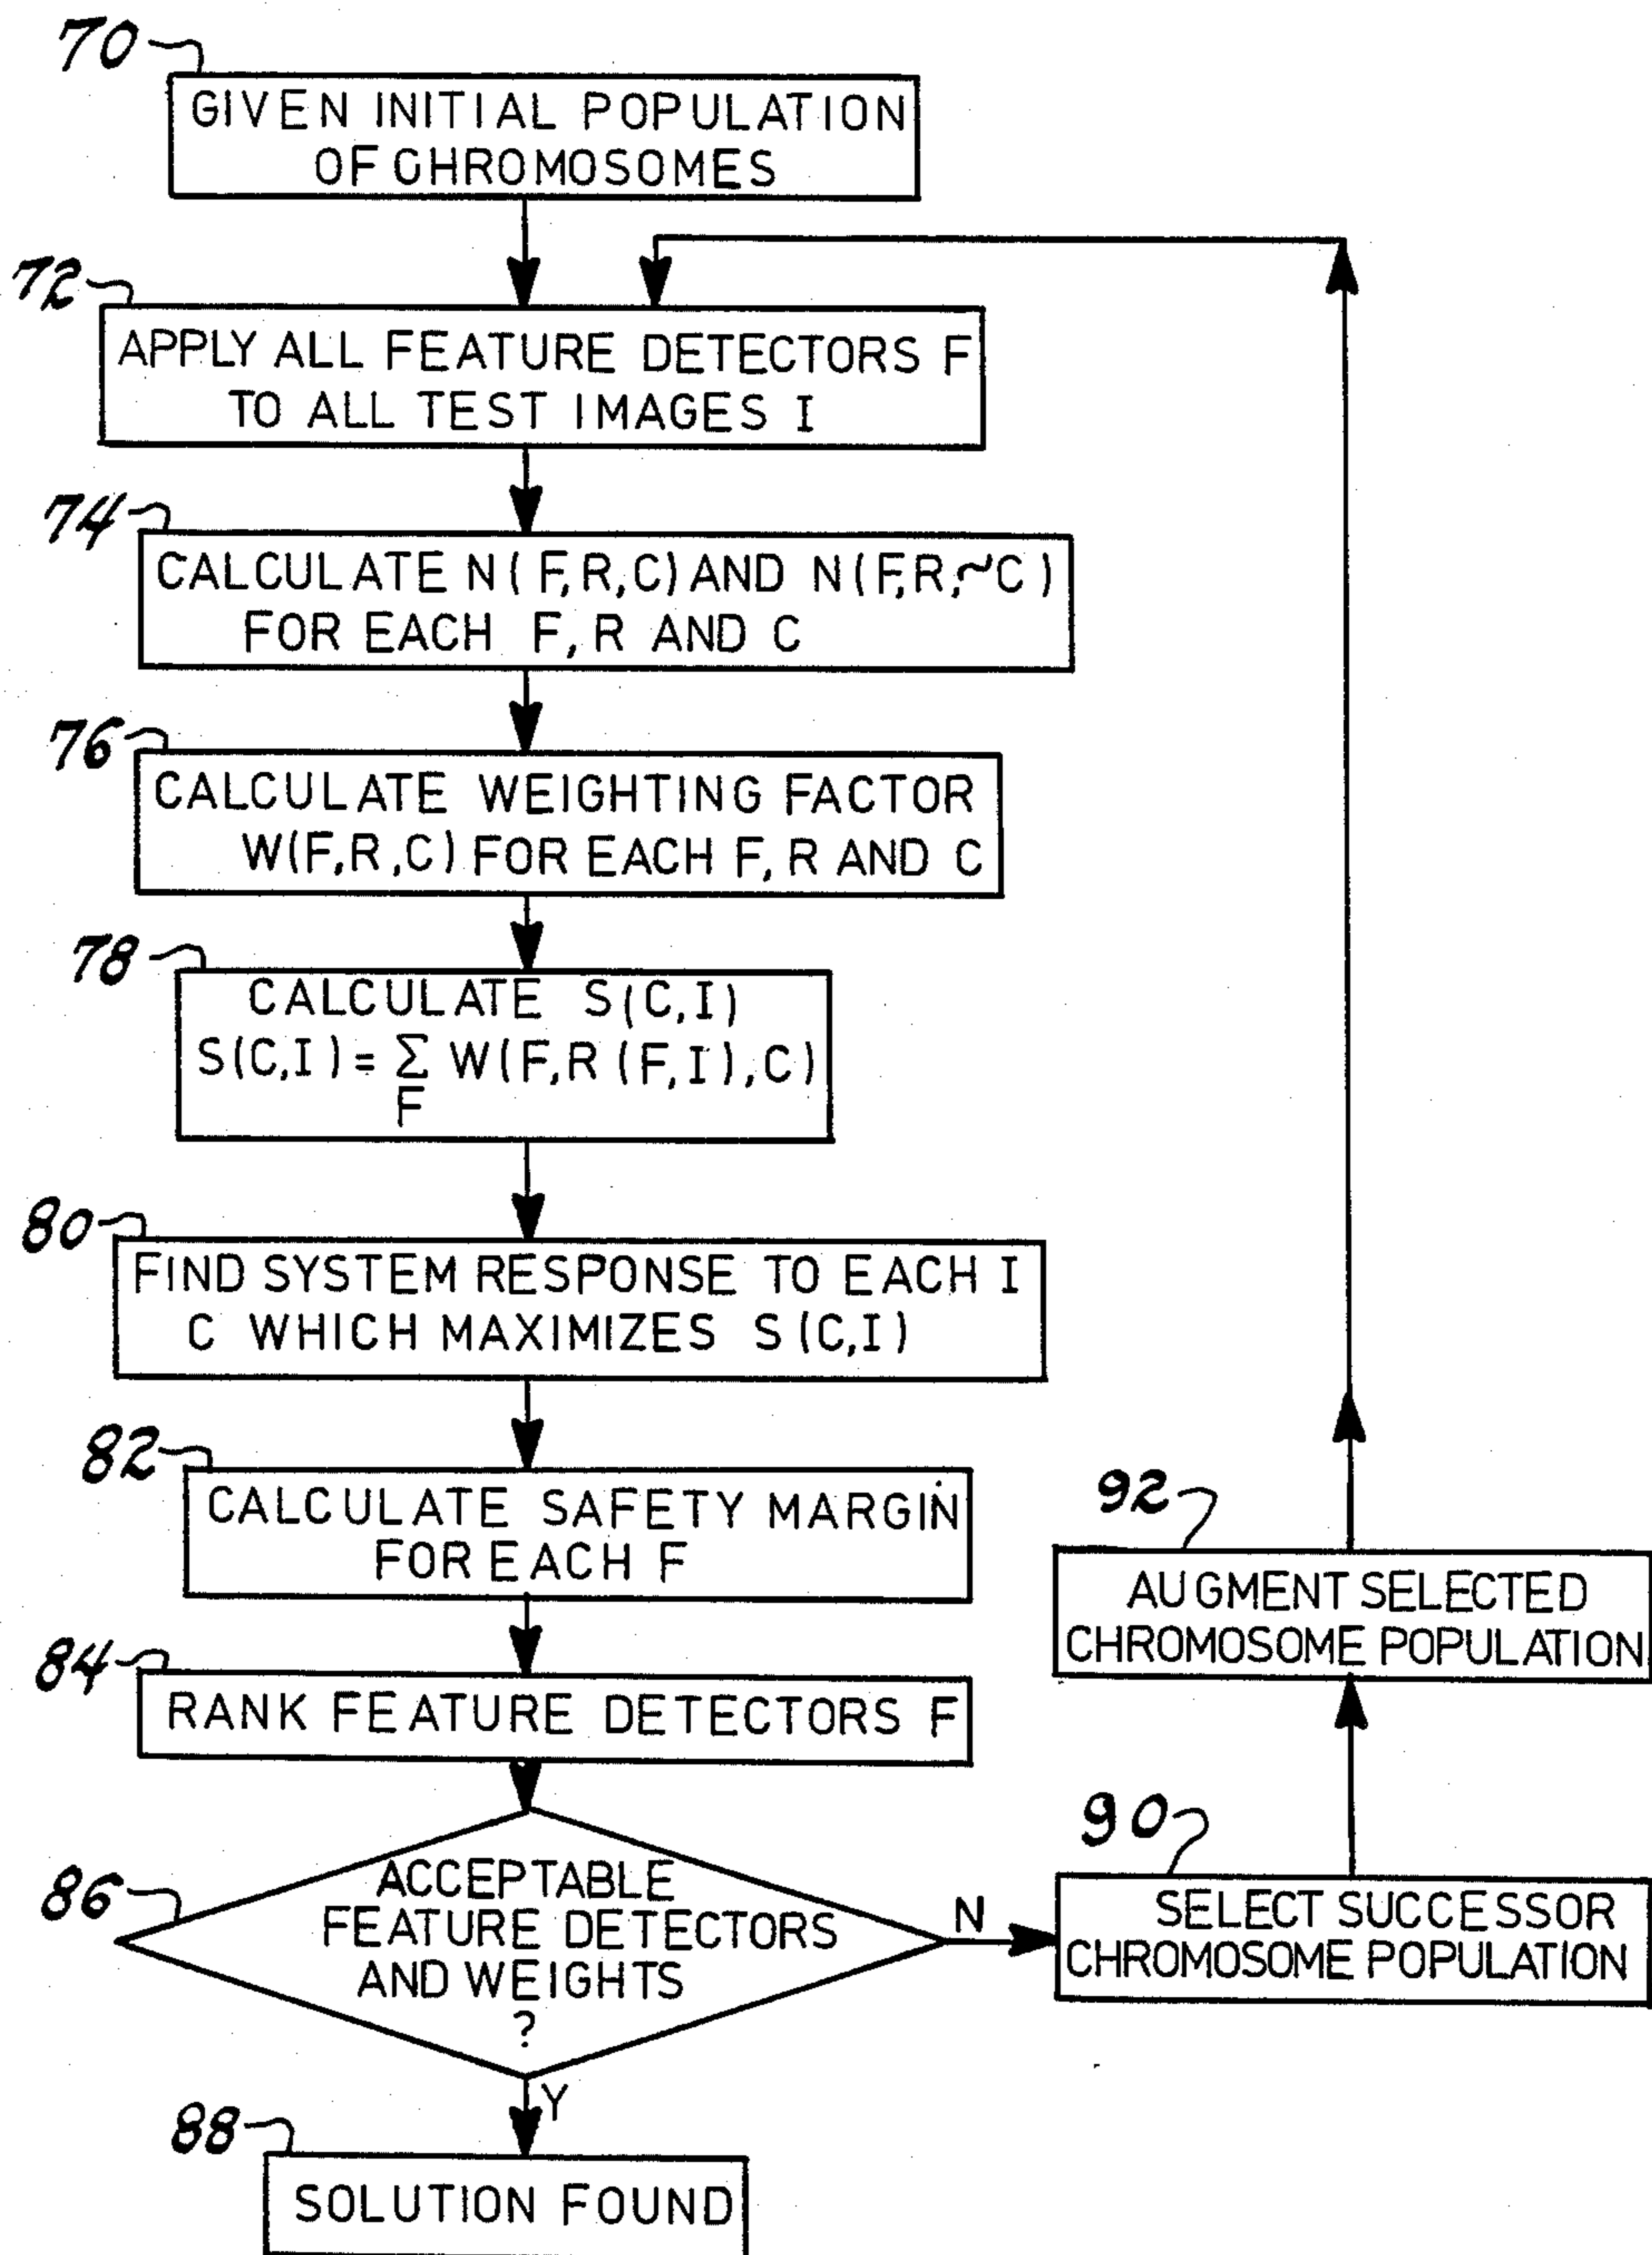 70
GIVEN INITIAL POPULATION
OF CHROMOSOMES
72
APPLY ALL FEATURE DETECTORS F
TO ALL TEST IMAGES I
74
CALCULATE N(F,R,C) AND N(F,R,~C)
FOR EACH F, R AND C
76
CALCULATE WEIGHTING FACTOR
W(F,R,C) FOR EACH F, R AND C
78
CALCULATE S(C,I)
S(C,I) = Σ W(F,R(F,I),C)
F
80
FIND SYSTEM RESPONSE TO EACH I
C WHICH MAXIMIZES S(C,I)
82
CALCULATE SAFETY MARGIN
FOR EACH F
84
RANK FEATURE DETECTORS F
86
ACCEPTABLE
FEATURE DETECTORS
AND WEIGHTS
?
Y
88
SOLUTION FOUND
N
90
SELECT SUCCESSOR
CHROMOSOME POPULATION
92
AUGMENT SELECTED
CHROMOSOME POPULATION